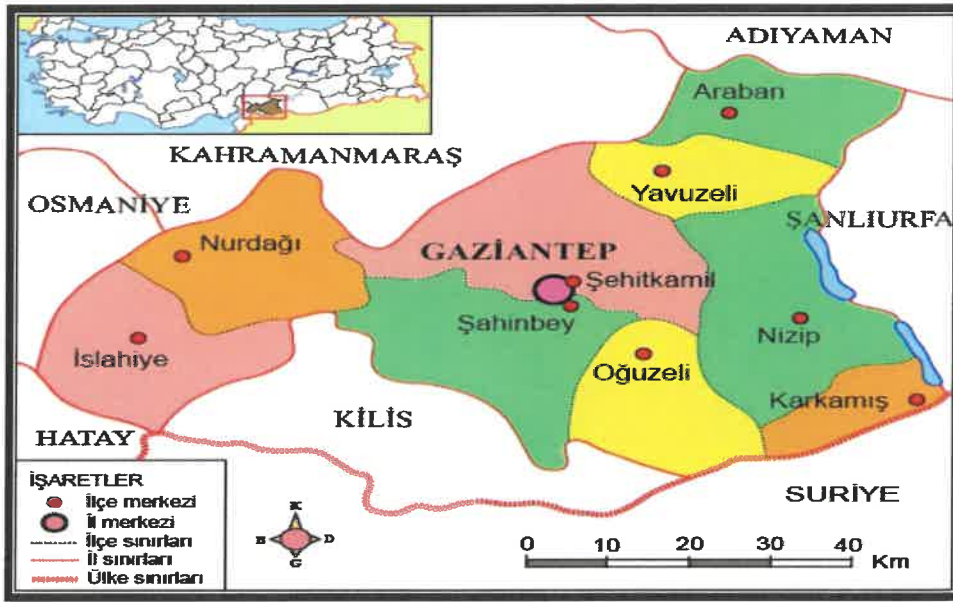 ADIYAMAN
Araban
KAHRAMANMARAŞ
Yavuzeli
OSMANİYE
ŞANLIURFA
Nurdağı
GAZİANTEP
Şehitkamil
Şahinbey
Nizip
İslahiye
Oğuzeli
Karkamış
KİLİS
HATAY
SURİYE
İŞARETLER
İlçe merkezi
İl merkezi
İlçe sınırları
İl sınırları
Ülke sınırları
K
B D
G
0 10 20 30 40 Km